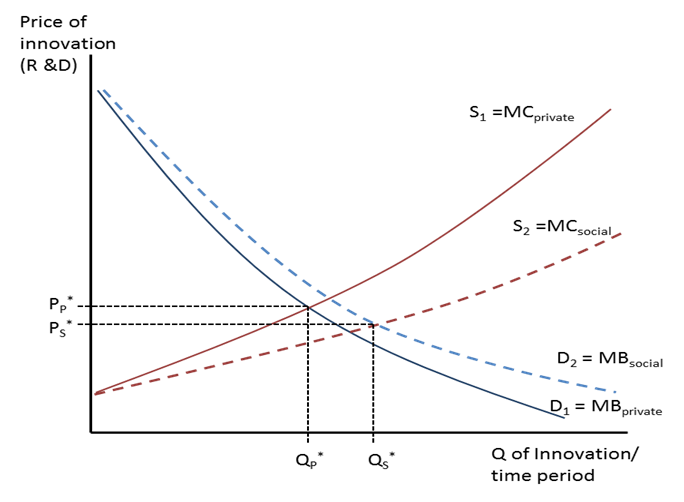 Price of
innovation
(R &D)
S₁ =MCprivate
S₂ =MCsocial
Pₚ*
Pₛ*
D₂ = MBsocial
D₁ = MBprivate
Qₚ*
Qₛ*
Q of Innovation/
time period